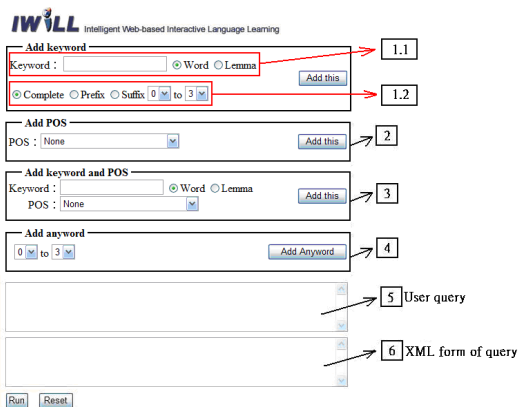 IWiLL Intelligent Web-based Interactive Language Learning
Add keyword
Keyword : Word Lemma
Add this
Complete Prefix Suffix 0 to 3
1.1
1.2
Add POS
POS : None Add this
2
Add keyword and POS
Keyword : Word Lemma
POS : None
Add this
3
Add anyword
0 to 3 Add Anyword
4
5 User query
6 XML form of query
Run Reset